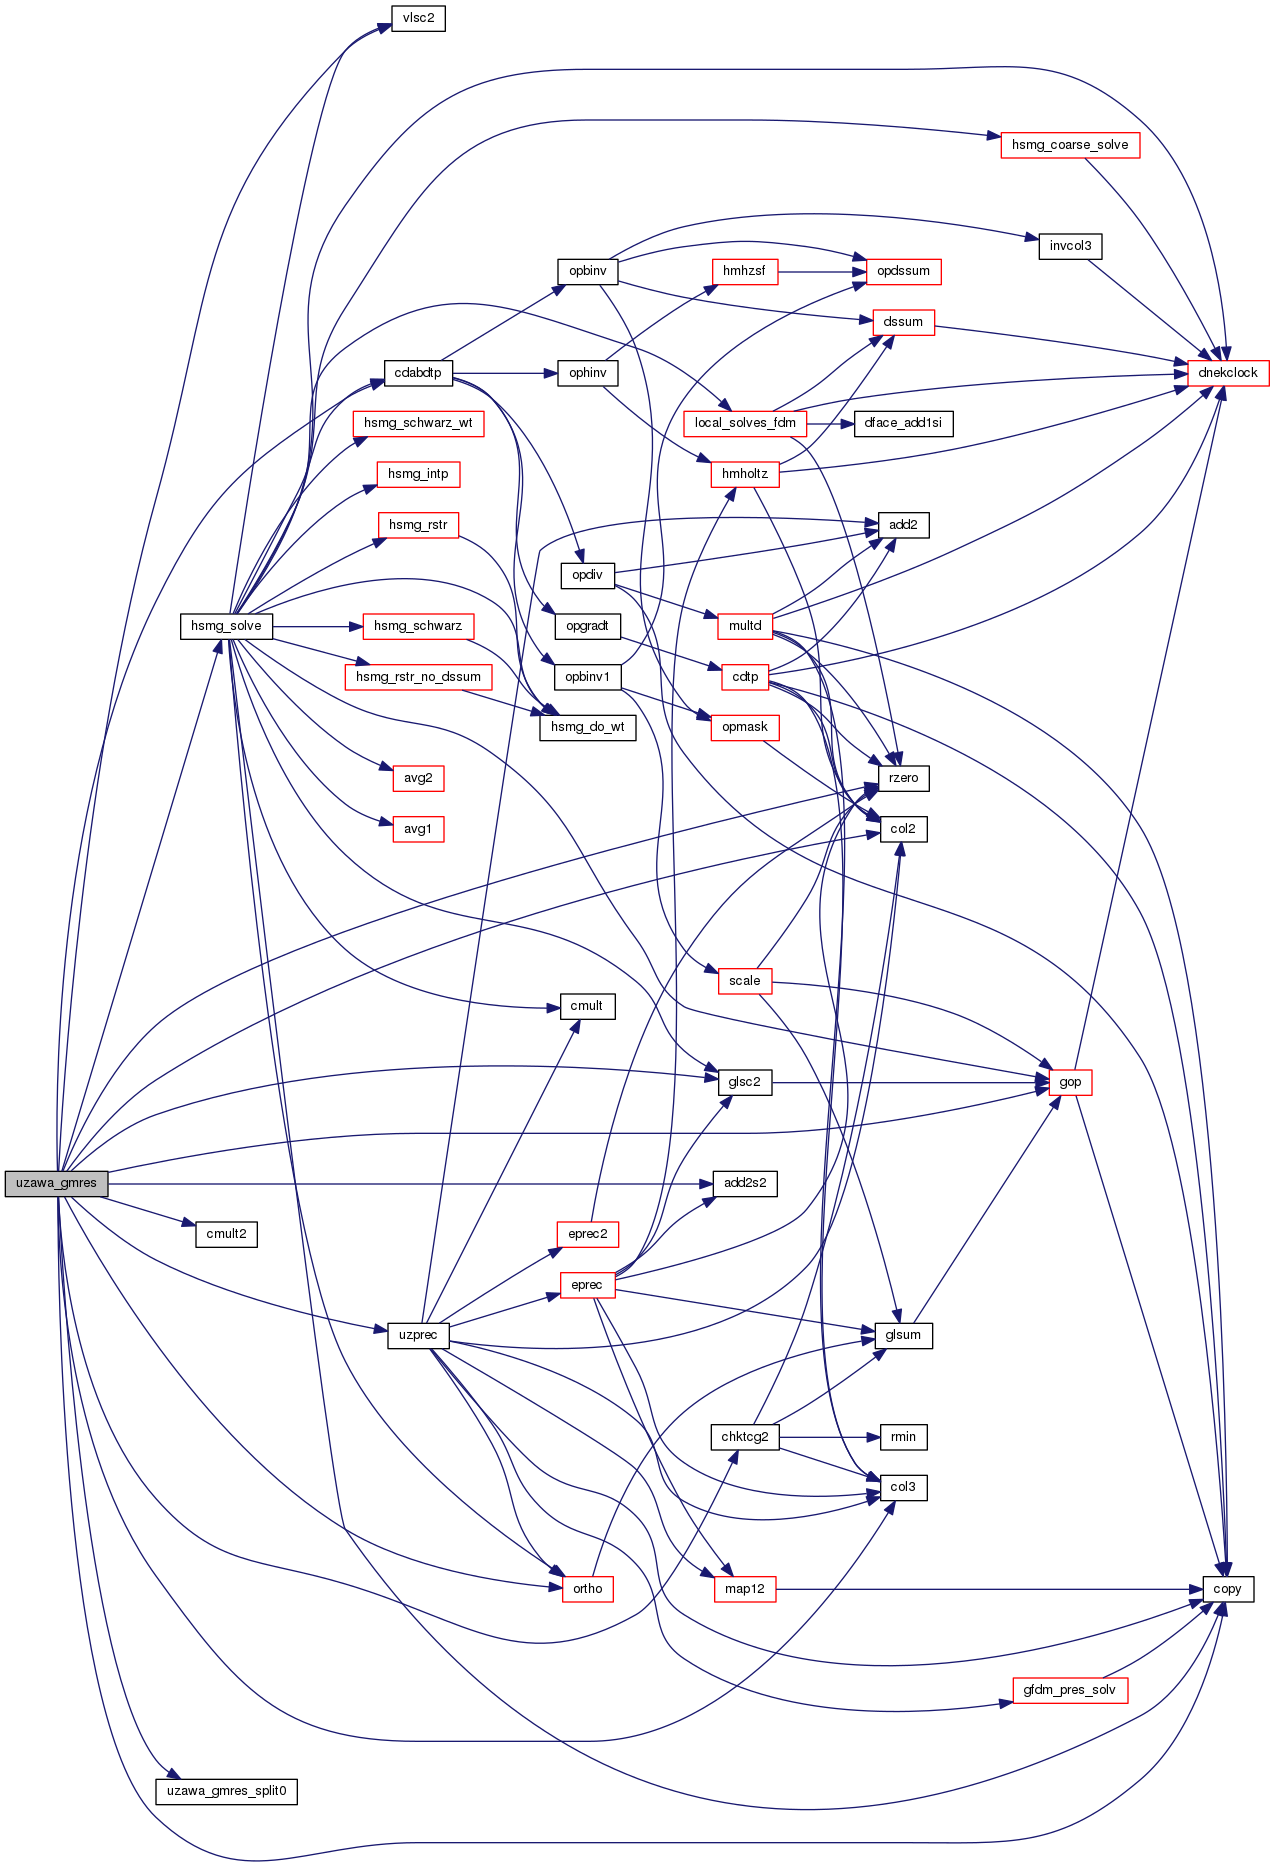 vlsc2
hsmg_coarse_solve
invcol3
opbinv
hmhzsf
opdssum
dssum
cdabdtp
ophinv
dnekclock
hsmg_schwarz_wt
local_solves_fdm
dface_add1si
hsmg_intp
hmholtz
hsmg_rstr
add2
opdiv
hsmg_solve
hsmg_schwarz
opgradt
multd
hsmg_rstr_no_dssum
opbinv1
cdtp
hsmg_do_wt
opmask
avg2
rzero
avg1
col2
scale
cmult
glsc2
gop
uzawa_gmres
add2s2
cmult2
eprec2
eprec
uzprec
glsum
chktcg2
rmin
col3
ortho
map12
copy
gfdm_pres_solv
uzawa_gmres_split0